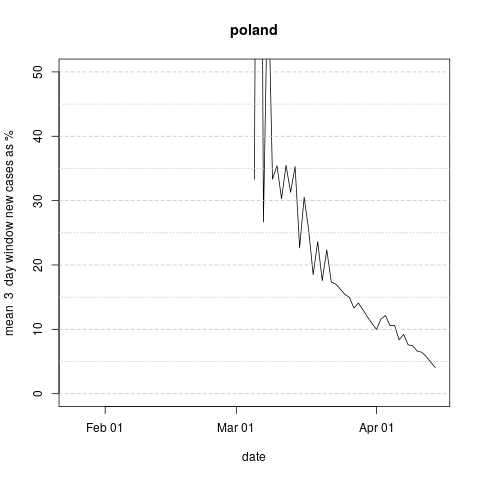 poland
mean 3 day window new cases as %
50
40
30
20
10
0
Feb 01
Mar 01
Apr 01
date